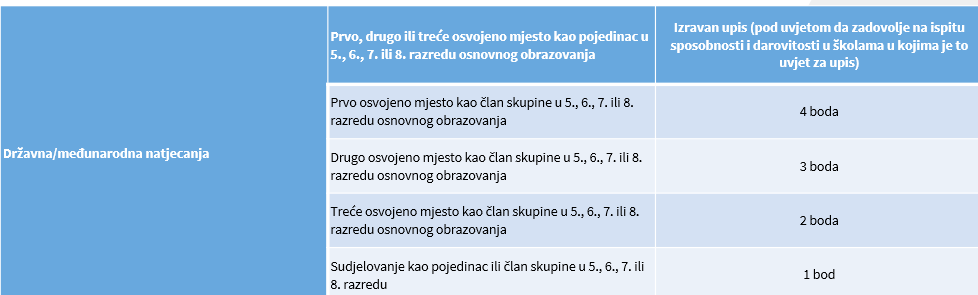 Prvo, drugo ili treće osvojeno mjesto kao pojedinac u
5., 6., 7. ili 8. razredu osnovnog obrazovanja
Izravan upis (pod uvjetom da zadovolje na ispitu
sposobnosti i darovitosti u školama u kojima je to
uvjet za upis)
Državna/međunarodna natjecanja
Prvo osvojeno mjesto kao član skupine u 5., 6., 7. ili 8.
razredu osnovnog obrazovanja
4 boda
Drugo osvojeno mjesto kao član skupine u 5., 6., 7. ili 8.
razredu osnovnog obrazovanja
3 boda
Treće osvojeno mjesto kao član skupine u 5., 6., 7. ili 8.
razredu osnovnog obrazovanja
2 boda
Sudjelovanje kao pojedinac ili član skupine u 5., 6., 7. ili
8. razredu
1 bod